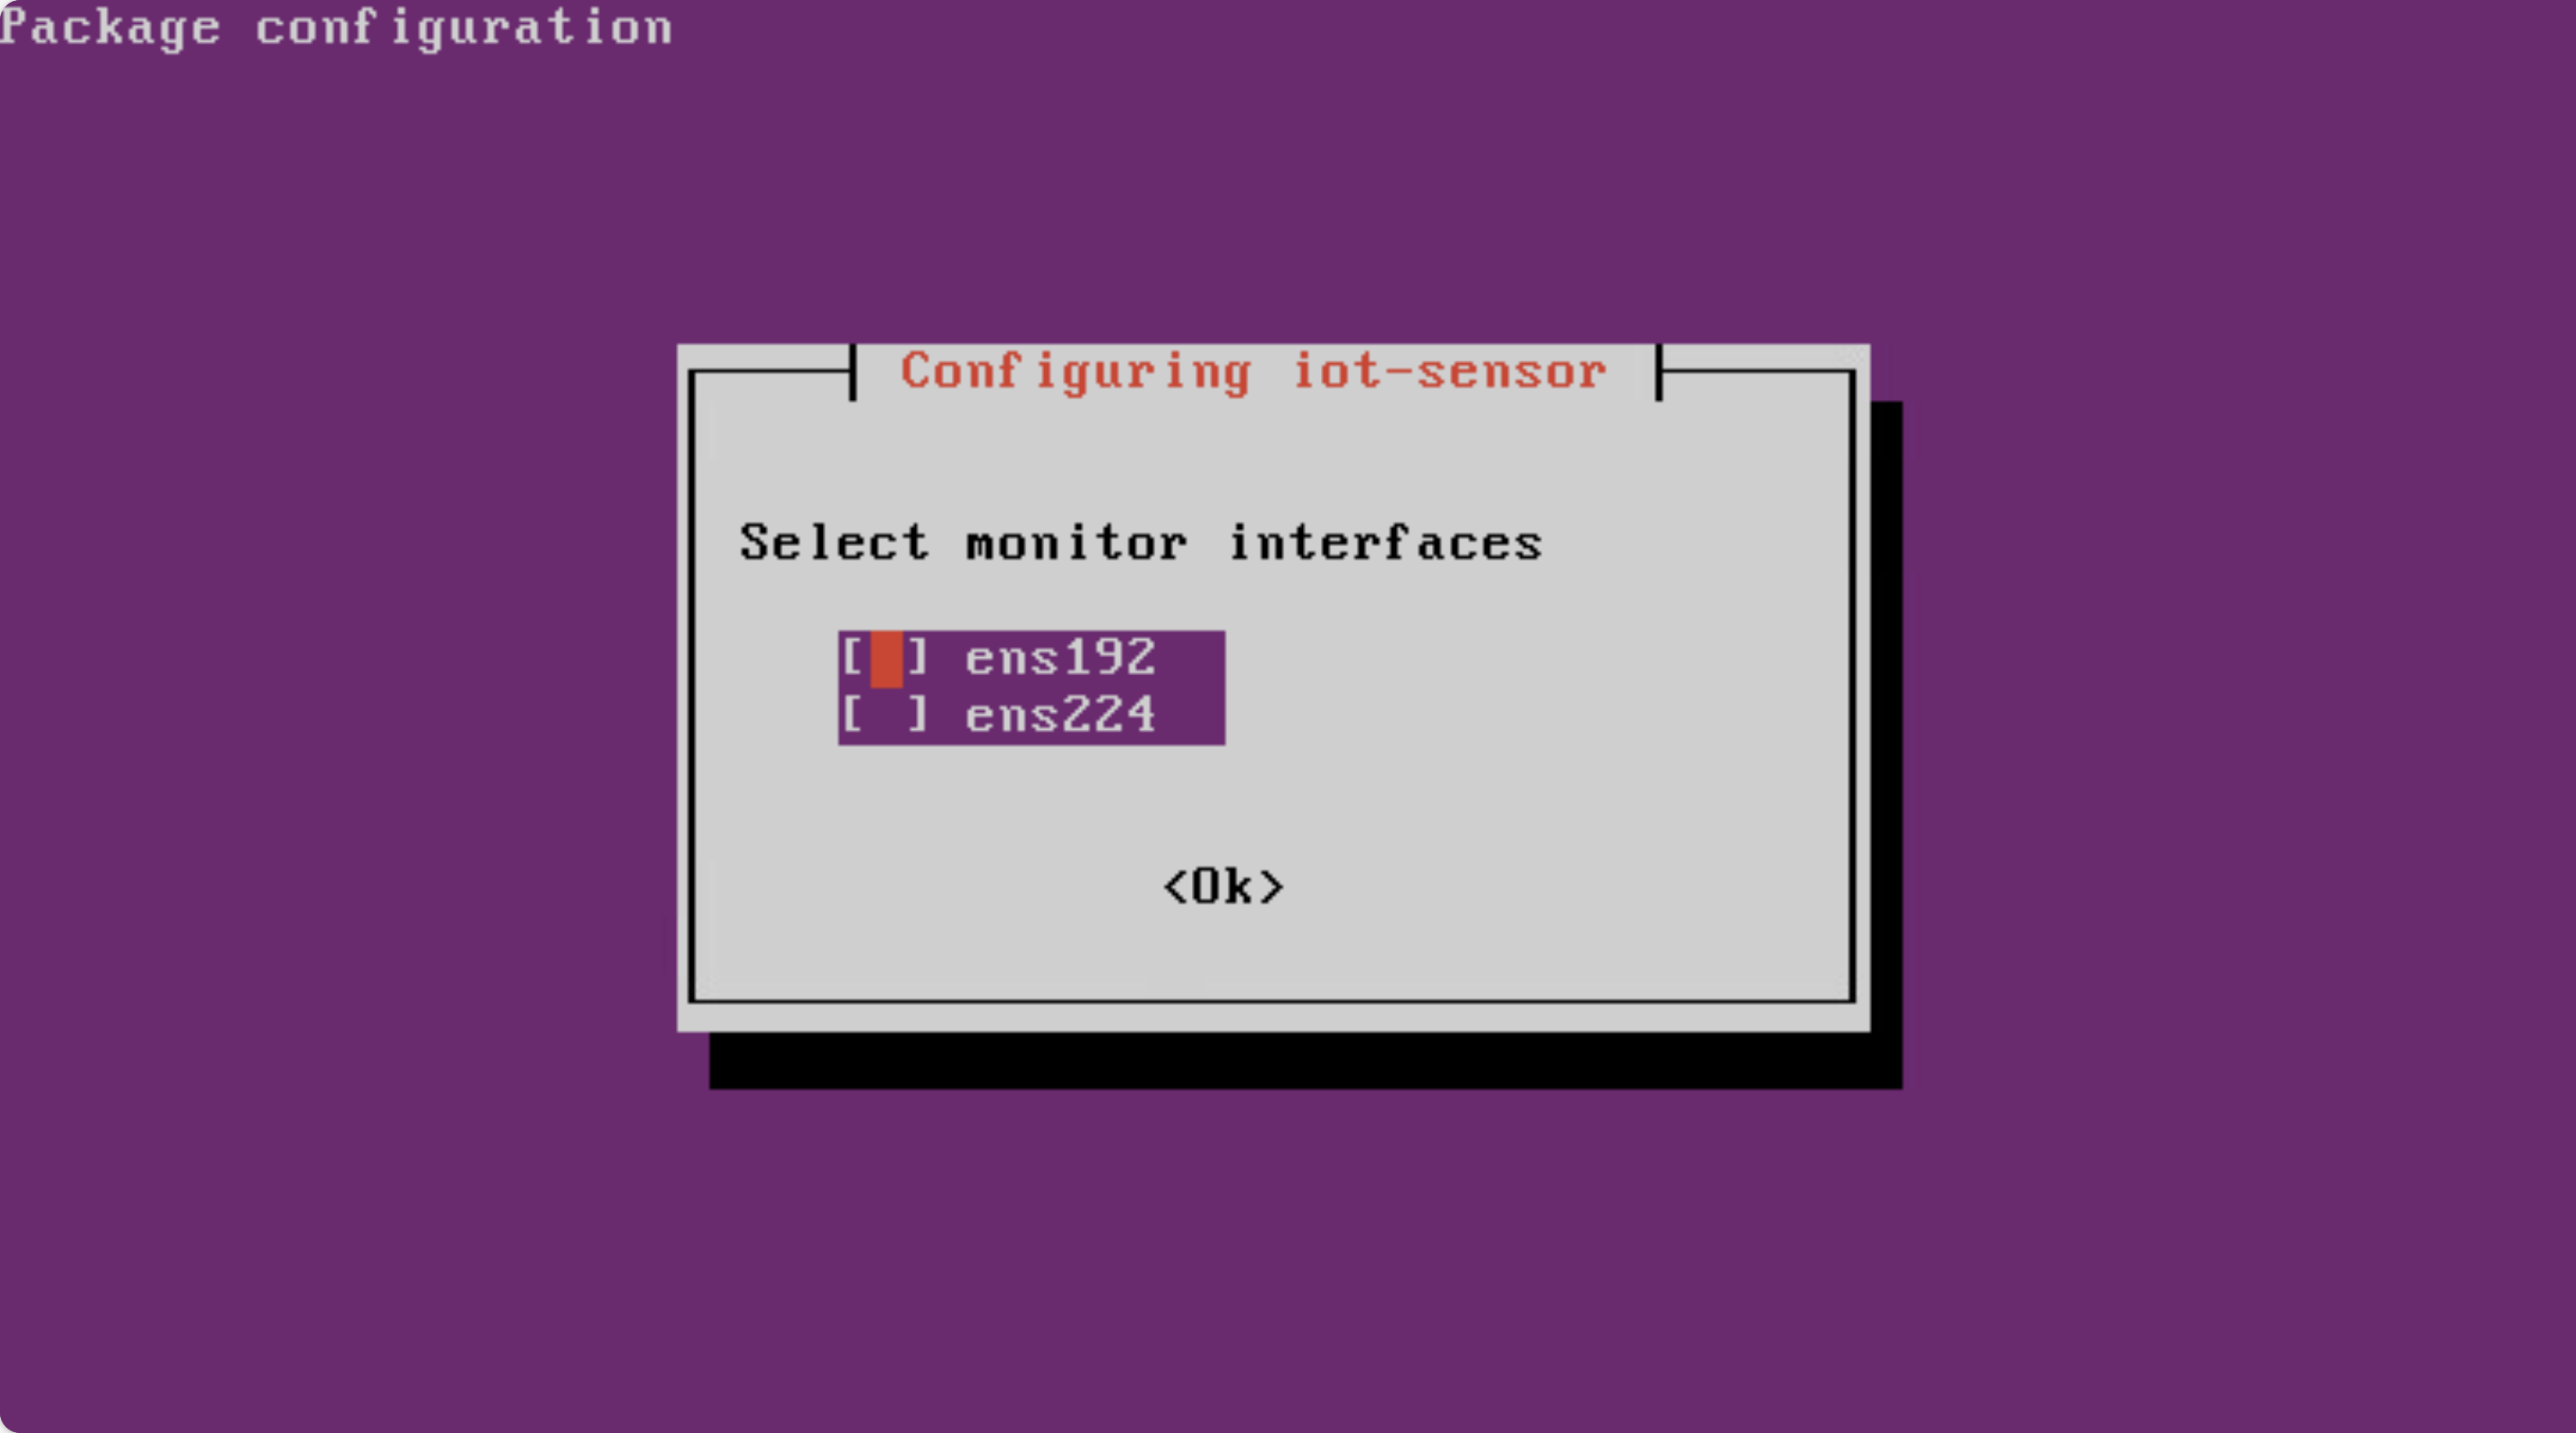 Package configuration
Configuring iot-sensor
Select monitor interfaces
[ ] ens192
[ ] ens224
<Ok>